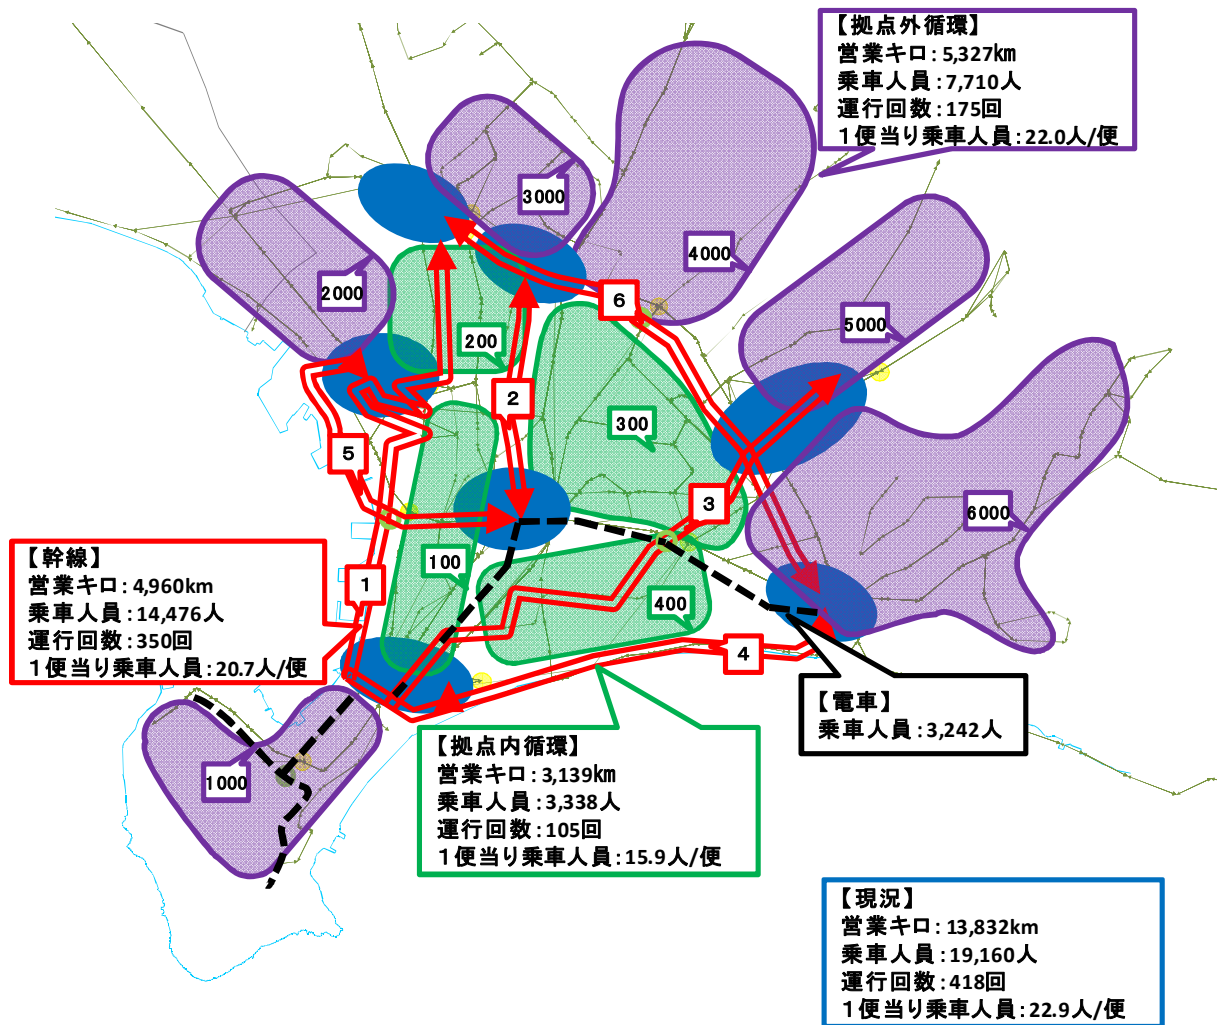 【拠点外循環】
営業キロ:5,327km
乗車人員:7,710人
運行回数:175回
1便当り乗車人員:22.0人/便
3000
4000
2000
6
5000
200
2
300
5
3
6000
100
1
400
4
【幹線】
営業キロ:4,960km
乗車人員:14,476人
運行回数:350回
1便当り乗車人員:20.7人/便
【電車】
乗車人員:3,242人
1000
【拠点内循環】
営業キロ:3,139km
乗車人員:3,338人
運行回数:105回
1便当り乗車人員:15.9人/便
【現況】
営業キロ:13,832km
乗車人員:19,160人
運行回数:418回
1便当り乗車人員:22.9人/便